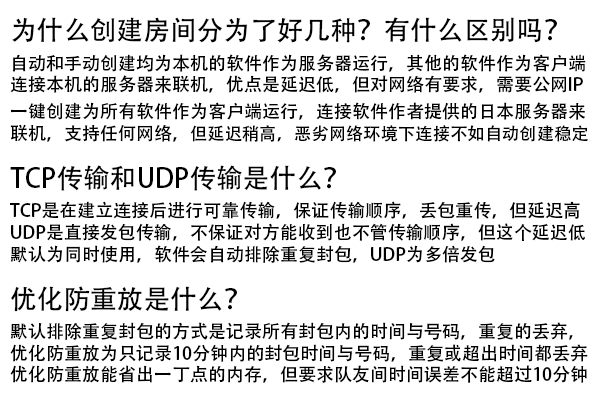 为什么创建房间分为了好几种？有什么区别吗？
自动和手动创建均为本机的软件作为服务器运行，其他的软件作为客户端
连接本机的服务器来联机，优点是延迟低，但对网络有要求，需要公网IP
一键创建为所有软件作为客户端运行，连接软件作者提供的日本服务器来
联机，支持任何网络，但延迟稍高，恶劣网络环境下连接不如自动创建稳定
TCP传输和UDP传输是什么？
TCP是在建立连接后进行可靠传输，保证传输顺序，丢包重传，但延迟高
UDP是直接发包传输，不保证对方能收到也不管传输顺序，但这个延迟低
默认为同时使用，软件会自动排除重复封包，UDP为多倍发包
优化防重放是什么？
默认排除重复封包的方式是记录所有封包内的时间与号码，重复的丢弃，
优化防重放为只记录10分钟内的封包时间与号码，重复或超出时间都丢弃
优化防重放能省出一丁点的内存，但要求队友间时间误差不能超过10分钟